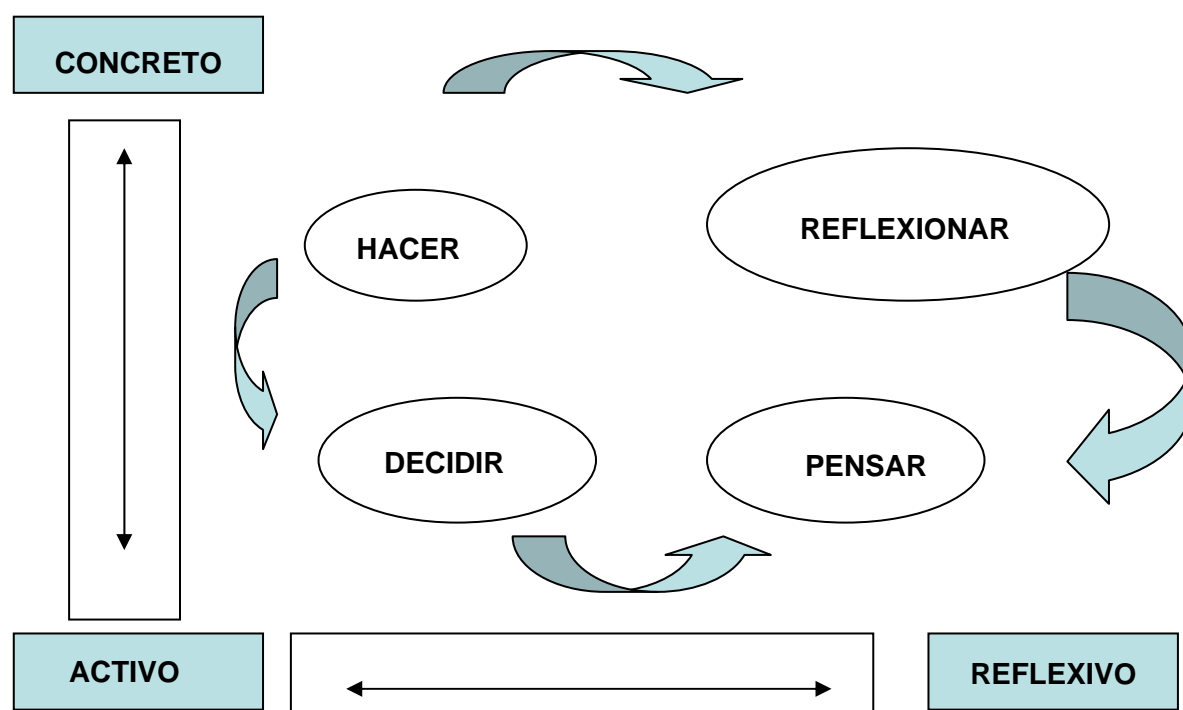 CONCRETO
HACER
REFLEXIONAR
DECIDIR
PENSAR
ACTIVO
REFLEXIVO